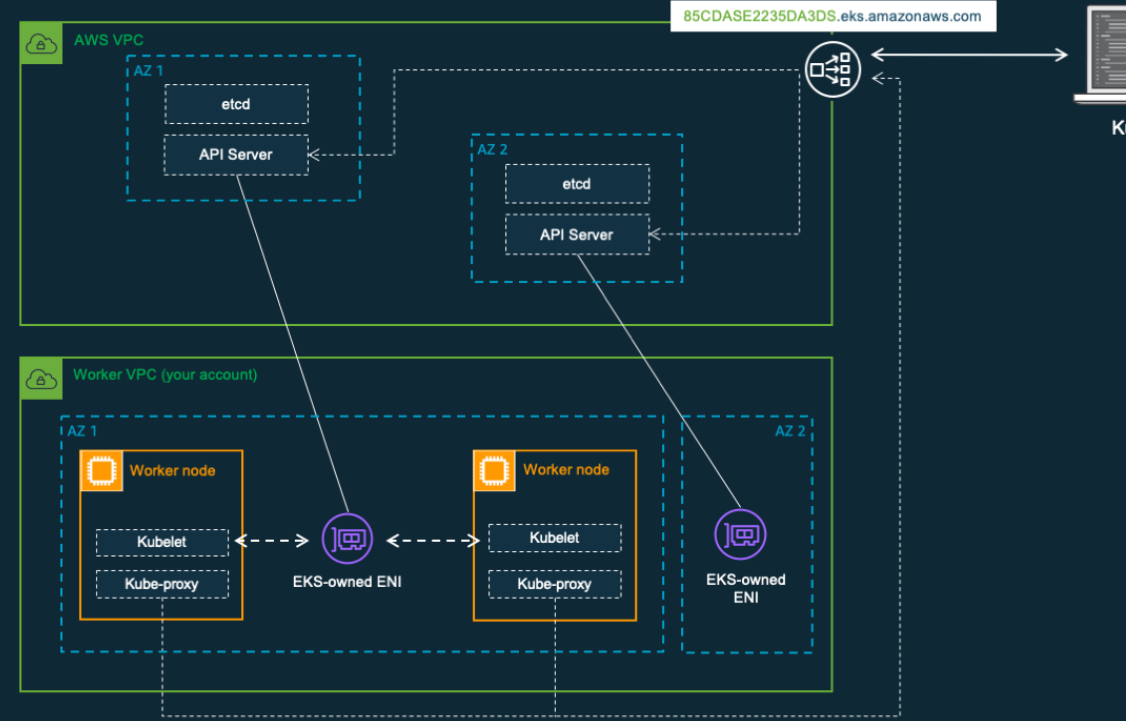 85CDASE2235DA3DS.eks.amazonaws.com
AWS VPC
AZ 1
etcd
API Server
AZ 2
etcd
API Server
Worker VPC (your account)
AZ 1
Worker node
Kubelet
Kube-proxy
EKS-owned ENI
Worker node
Kubelet
Kube-proxy
AZ 2
EKS-owned
ENI